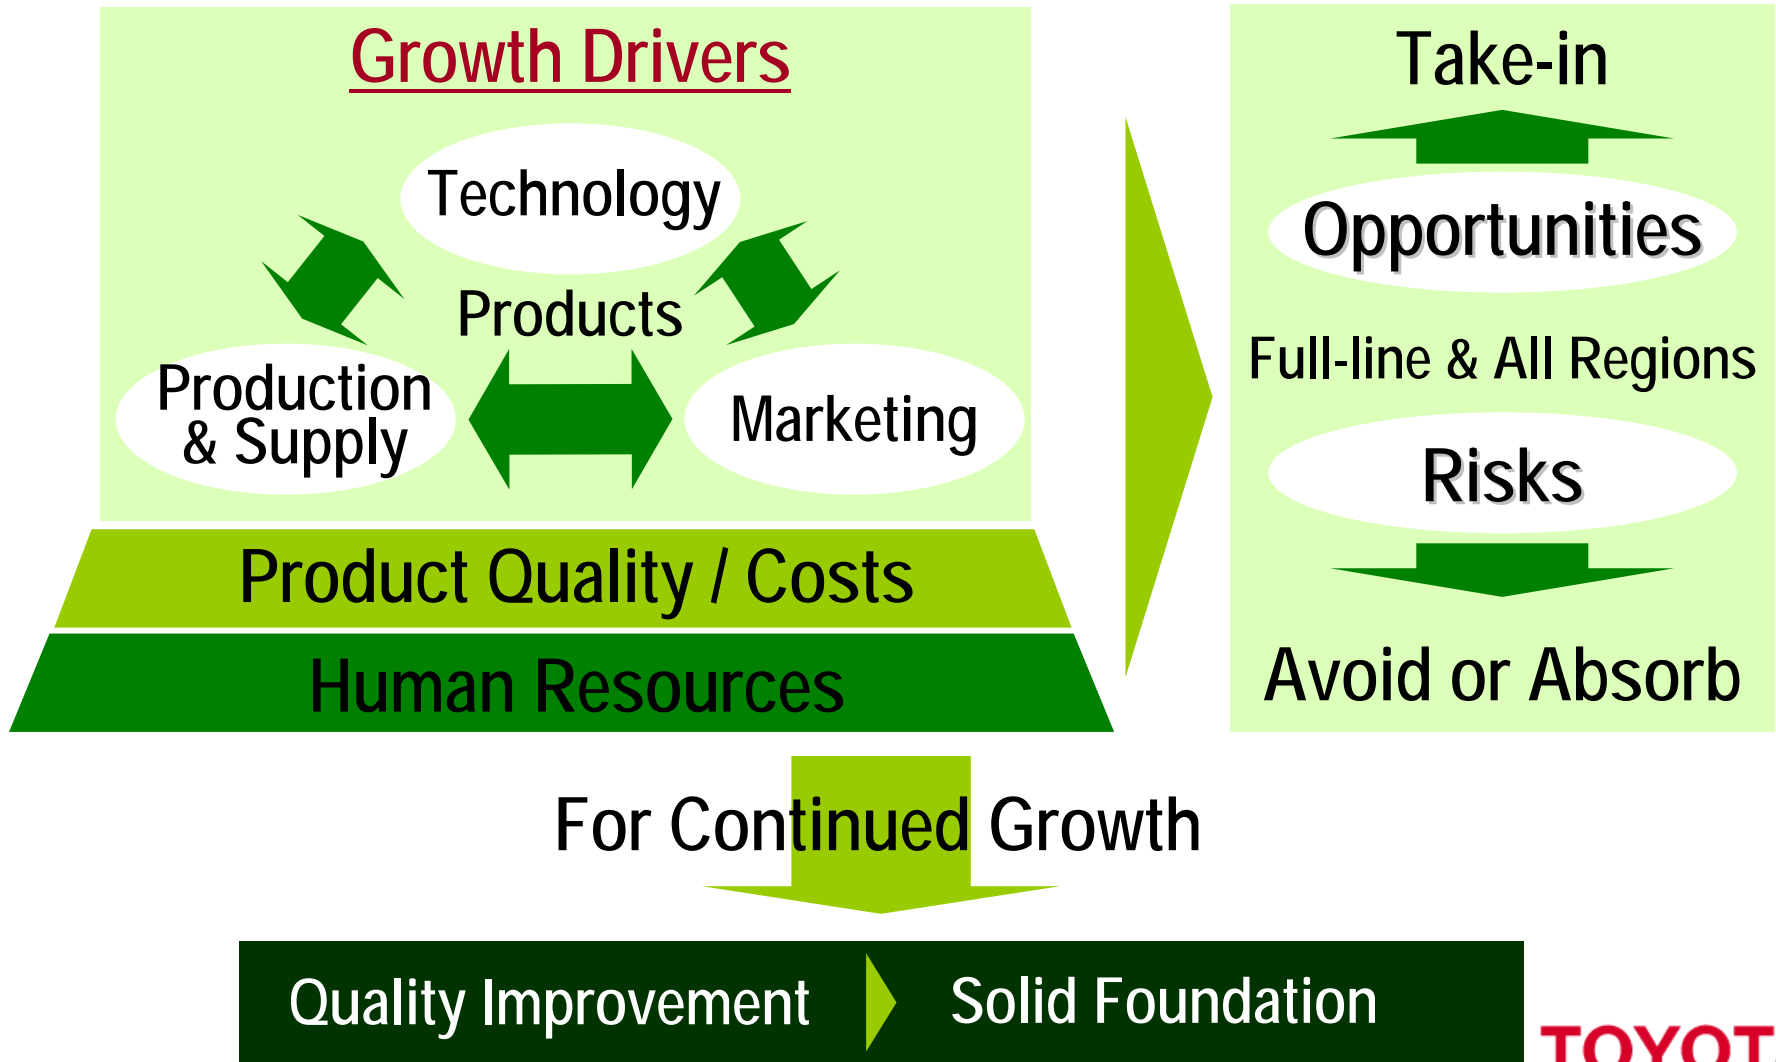 Growth Drivers
Technology
Products
Production
& Supply
Marketing
Product Quality / Costs
Human Resources
Take-in
Opportunities
Full-line & All Regions
Risks
Avoid or Absorb
For Continued Growth
Quality Improvement
Solid Foundation
TOYOT